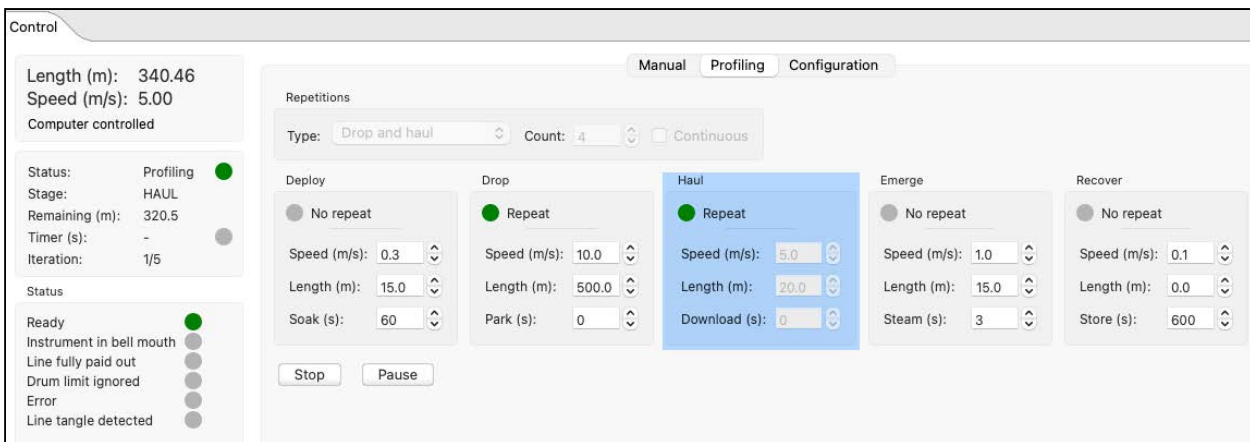 Control
Length (m): 340.46
Speed (m/s): 5.00
Computer controlled
Status: Profiling
Stage: HAUL
Remaining (m): 320.5
Timer (s): -
Iteration: 1/5
Status
Ready
Instrument in bell mouth
Line fully paid out
Drum limit ignored
Error
Line tangle detected
Manual Profiling Configuration
Repetitions
Type: Drop and haul Count: 4 Continuous
Deploy
No repeat
Speed (m/s): 0.3
Length (m): 15.0
Soak (s): 60
Drop
Repeat
Speed (m/s): 10.0
Length (m): 500.0
Park (s): 0
Haul
Repeat
Speed (m/s): 5.0
Length (m): 20.0
Download (s): 0
Emerge
No repeat
Speed (m/s): 1.0
Length (m): 15.0
Steam (s): 3
Recover
No repeat
Speed (m/s): 0.1
Length (m): 0.0
Store (s): 600
Stop Pause